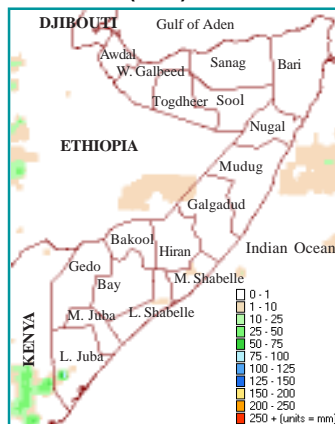 DJIBOUTI
Gulf of Aden
Awdal
W. Galbeed
Sanag
Bari
Togdheer
Sool
Nugal
ETHIOPIA
Mudug
Galgadud
Bakool
Hiran
Indian Ocean
Gedo
Bay
M. Shabelle
L. Shabelle
M. Juba
L. Juba
KENYA
0 - 1
1 - 10
10 - 25
25 - 50
50 - 75
75 - 100
100 - 125
125 - 150
150 - 200
200 - 250
250 + (units = mm)